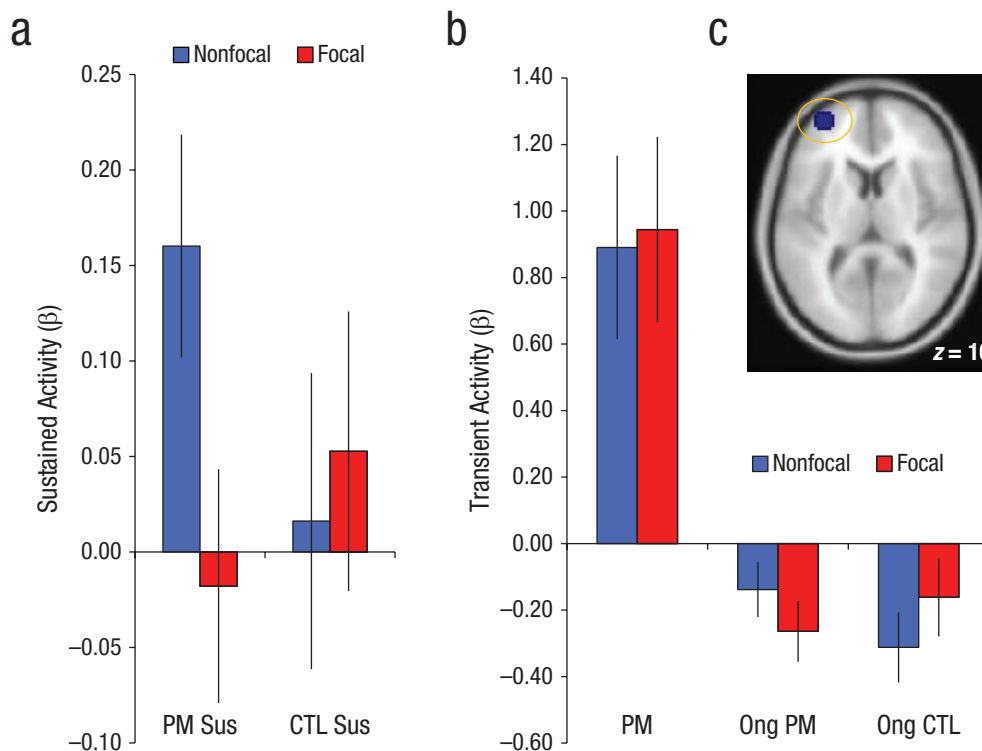 a
Nonfocal Focal
Sustained Activity (β)
0.25
0.20
0.15
0.10
0.05
0.00
–0.05
–0.10
PM Sus CTL Sus
b
Transient Activity (β)
1.40
1.20
1.00
0.80
0.60
0.40
0.20
0.00
–0.20
–0.40
–0.60
Nonfocal Focal
PM Ong PM Ong CTL
c